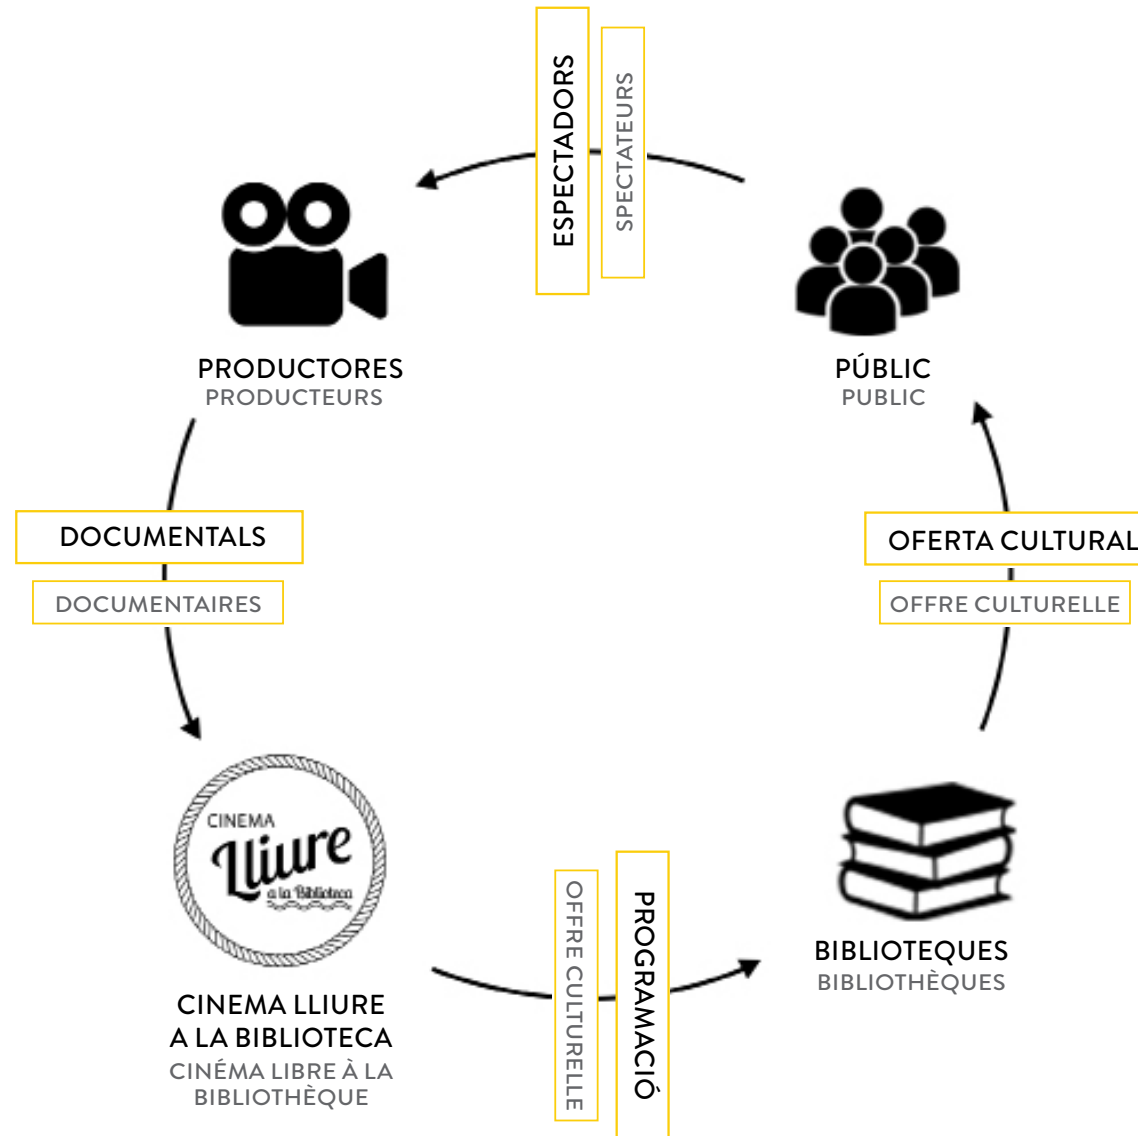 ESPECTADORS
SPECTATEURS
PRODUCTORES
PRODUCTEURS
PÚBLIC
PUBLIC
DOCUMENTALS
DOCUMENTAIRES
OFERTA CULTURAL
OFFRE CULTURELLE
CINEMA
Lliure
a la Biblioteca
CINEMA LLIURE
A LA BIBLIOTECA
CINÉMA LIBRE À LA
BIBLIOTHÈQUE
OFFRE CULTURELLE
PROGRAMACIÓ
BIBLIOTEQUES
BIBLIOTHÈQUES